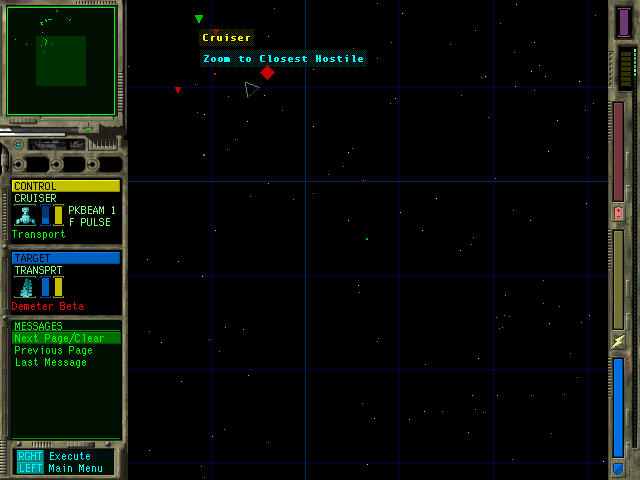 Cruiser
Zoom to Closest Hostile
CONTROL
CRUISER
PKBEAM 1
F PULSE
Transport
TARGET
TRANSPRT
Demeter Beta
MESSAGES
Next Page/Clear
Previous Page
Last Message
RGHT Execute
LEFT Main Menu